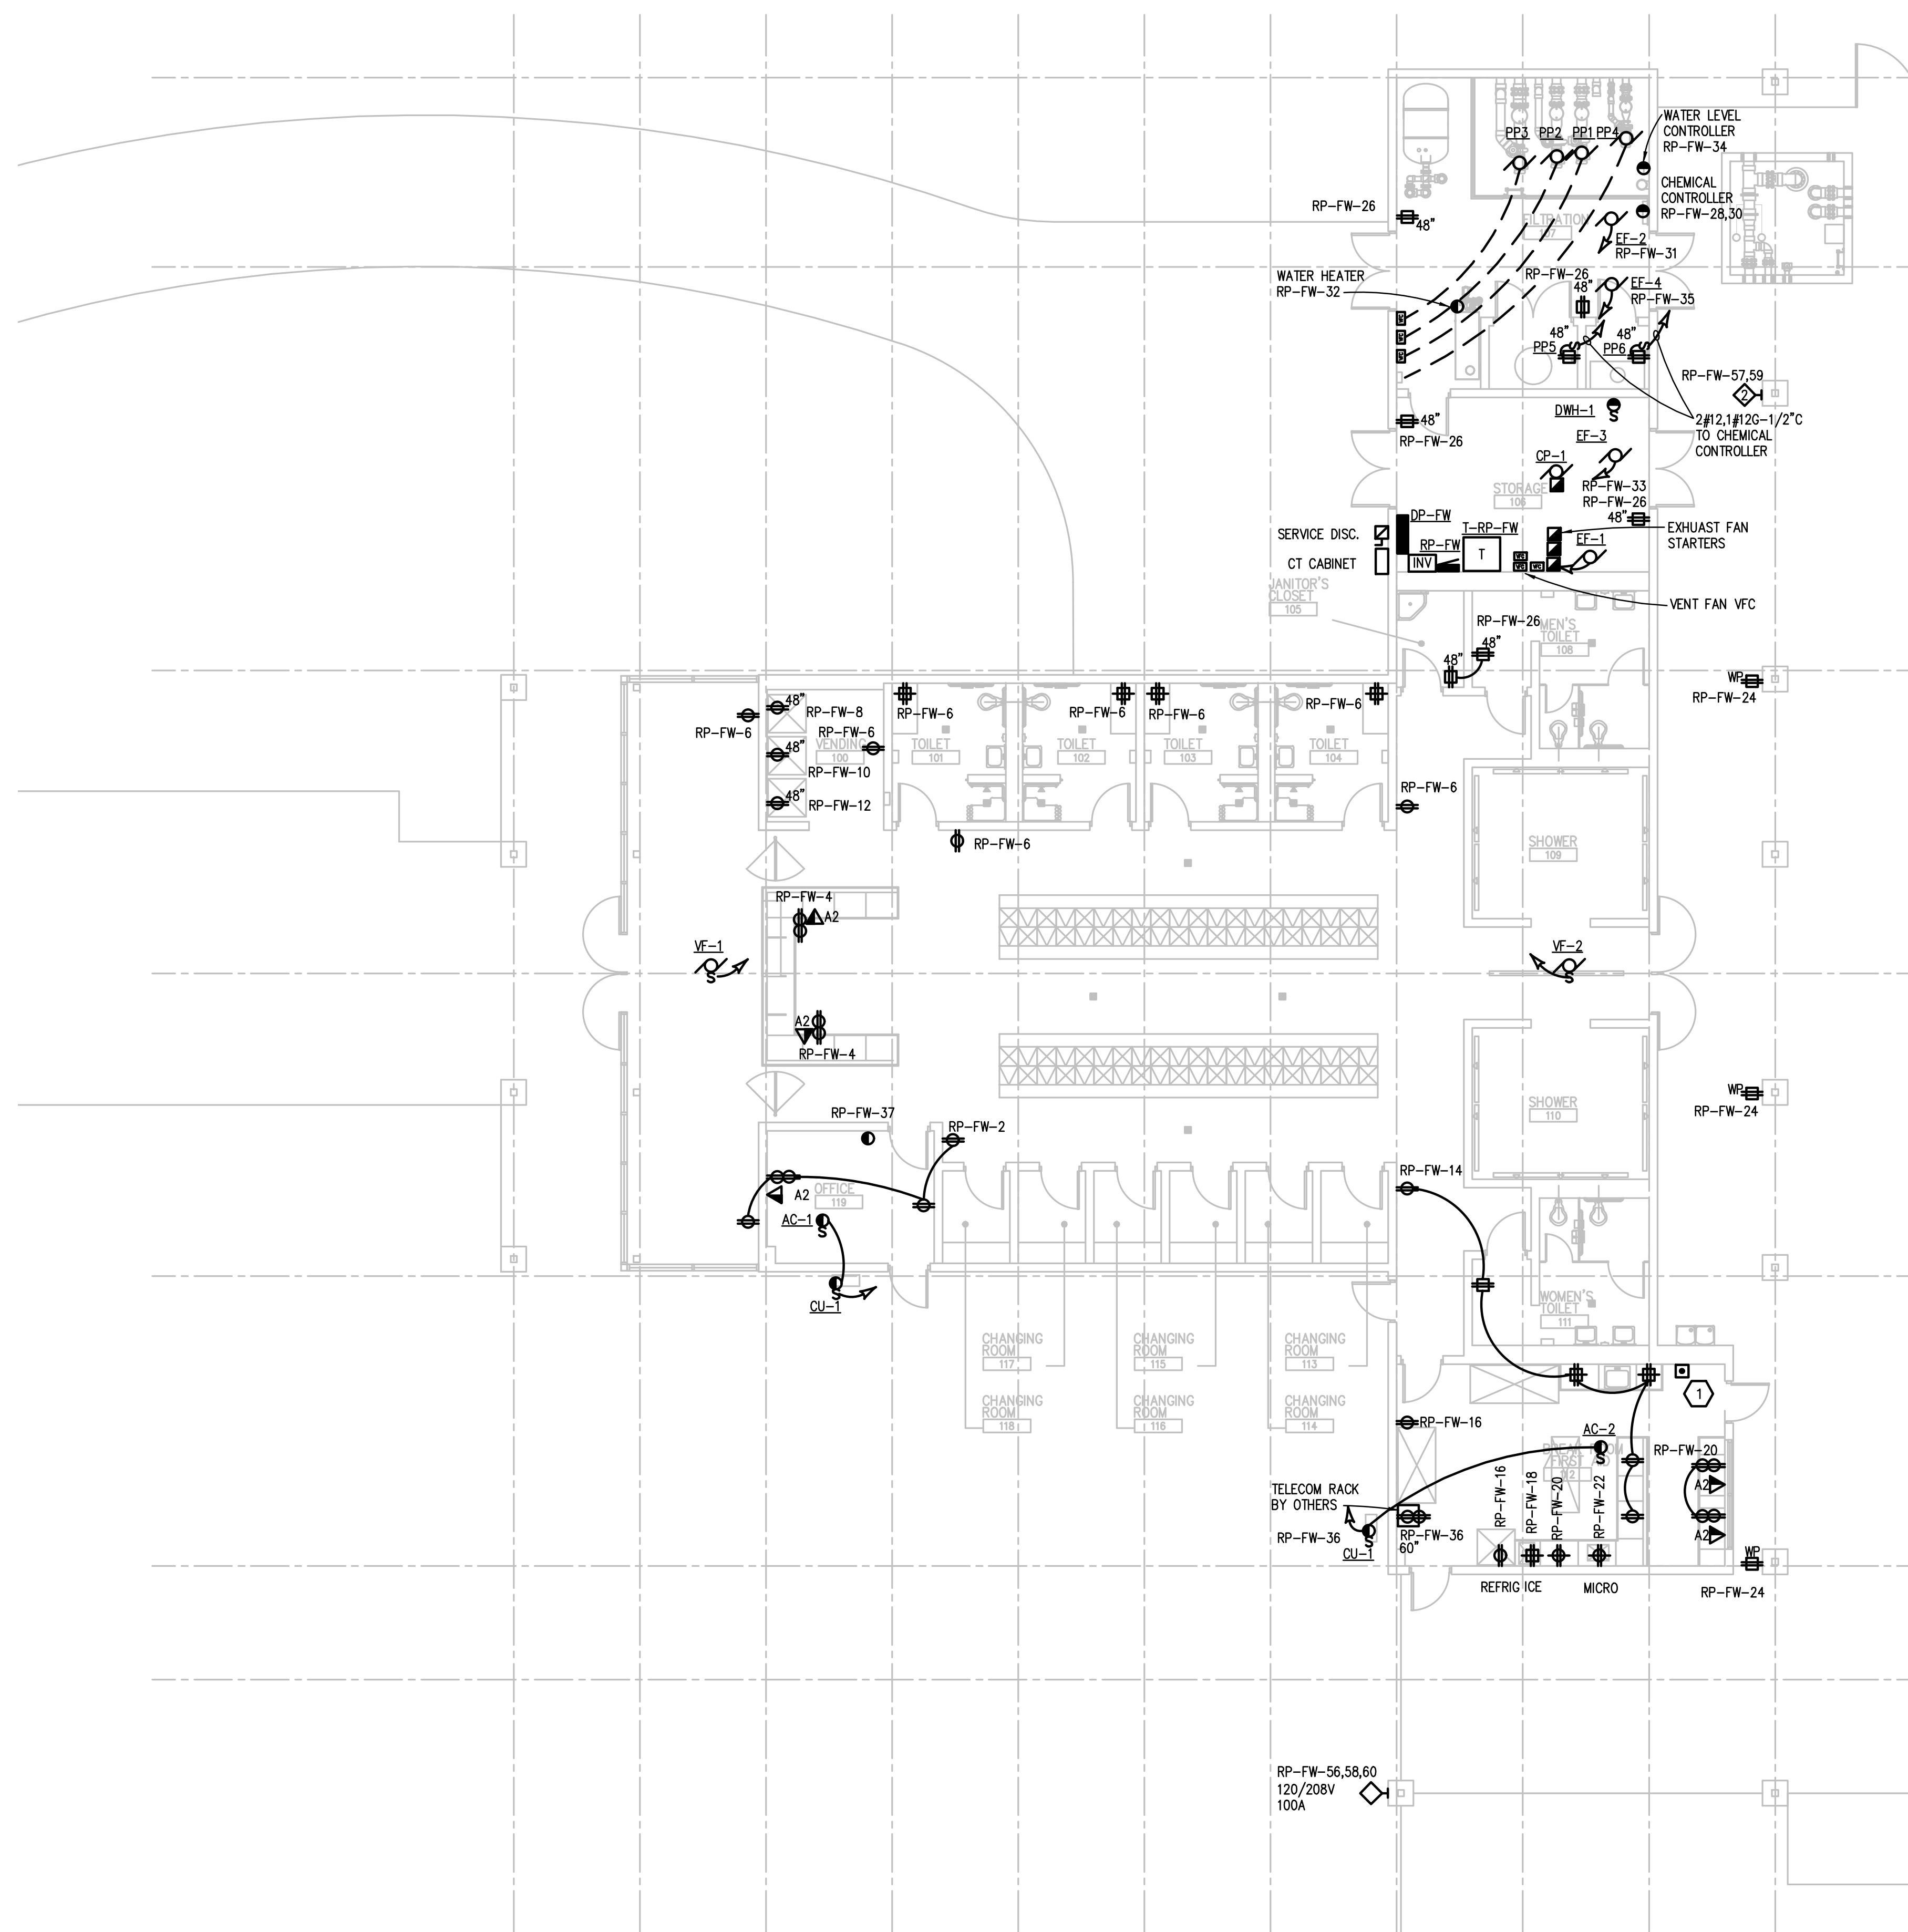 WATER LEVEL
CONTROLLER
RP-FW-34
PP3
PP2
PP1
PP4
CHEMICAL
CONTROLLER
RP-FW-28,30
RP-FW-26
48"
FILTRATION
107
EF-2
RP-FW-31
WATER HEATER
RP-FW-32
RP-FW-26
48"
EF-4
RP-FW-35
48"
PP5
48"
PP6
RP-FW-57,59
2
DWH-1
S
2#12,1#12G-1/2"C
TO CHEMICAL
CONTROLLER
48"
RP-FW-26
EF-3
CP-1
STORAGE
106
RP-FW-33
RP-FW-26
48"
DP-FW
T-RP-FW
SERVICE DISC.
RP-FW
EXHUAST FAN
STARTERS
EF-1
CT CABINET
INV
T
JANITOR'S
CLOSET
105
VENT FAN VFC
RP-FW-26
48"
48"
MEN'S
TOILET
108
WP
RP-FW-24
48"
RP-FW-8
RP-FW-6
RP-FW-6
RP-FW-6
RP-FW-6
RP-FW-6
RP-FW-6
48"
VENDING
100
TOILET
101
TOILET
102
TOILET
103
TOILET
104
RP-FW-10
48"
RP-FW-12
RP-FW-6
RP-FW-6
SHOWER
109
RP-FW-4
A2
VF-1
S
VF-2
S
A2
RP-FW-4
RP-FW-37
RP-FW-2
SHOWER
110
WP
RP-FW-24
RP-FW-14
A2
OFFICE
119
AC-1
S
S
CU-1
WOMEN'S
TOILET
111
CHANGING
ROOM
117
CHANGING
ROOM
115
CHANGING
ROOM
113
CHANGING
ROOM
118
CHANGING
ROOM
116
CHANGING
ROOM
114
1
RP-FW-16
AC-2
S
BREAK ROOM
FIRST AID
112
RP-FW-20
A2
A2
TELECOM RACK
BY OTHERS
RP-FW-16
RP-FW-18
RP-FW-20
RP-FW-22
RP-FW-36
S
CU-1
RP-FW-36
60"
REFRIG
ICE
MICRO
WP
RP-FW-24
RP-FW-56,58,60
120/208V
100A